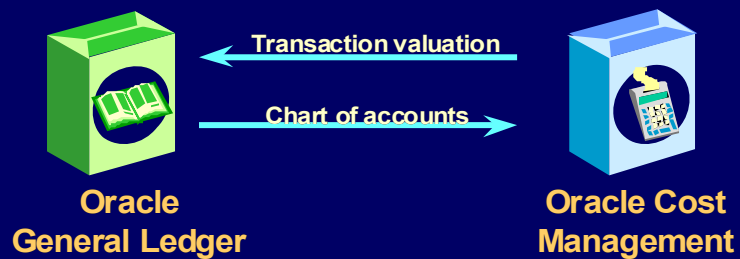 Transaction valuation
Chart of accounts
Oracle
General Ledger
Oracle Cost
Management